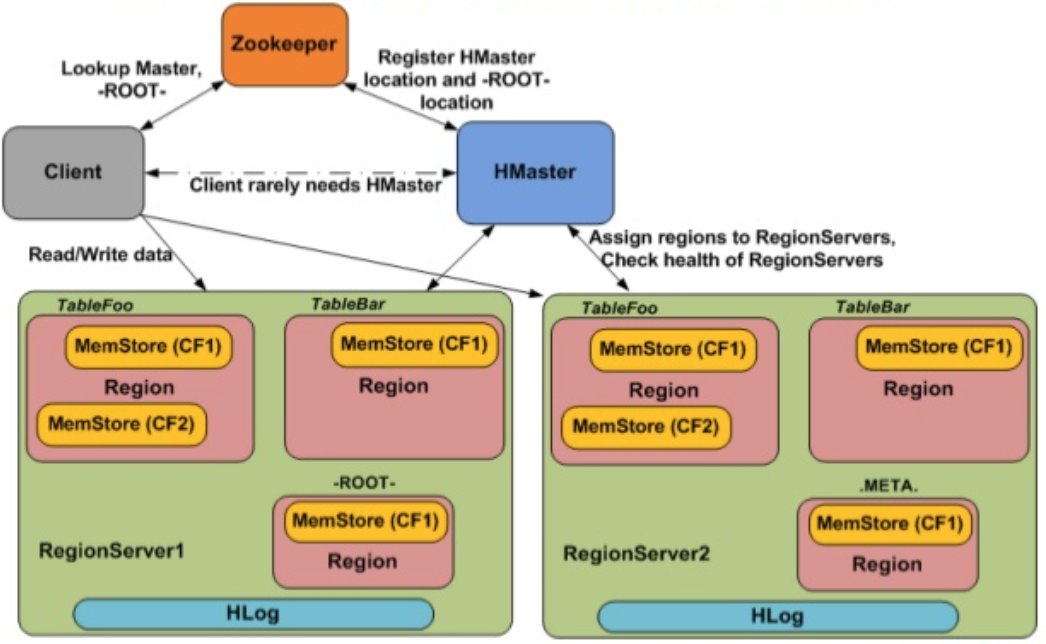 Zookeeper
Lookup Master,
-ROOT-
Register HMaster
location and -ROOT-
location
Client
Client rarely needs HMaster
HMaster
Read/Write data
Assign regions to RegionServers,
Check health of RegionServers
TableFoo
TableBar
MemStore (CF1)
MemStore (CF1)
Region
Region
MemStore (CF2)
-ROOT-
MemStore (CF1)
Region
RegionServer1
HLog
TableFoo
TableBar
MemStore (CF1)
MemStore (CF1)
Region
Region
MemStore (CF2)
.META.
MemStore (CF1)
Region
RegionServer2
HLog